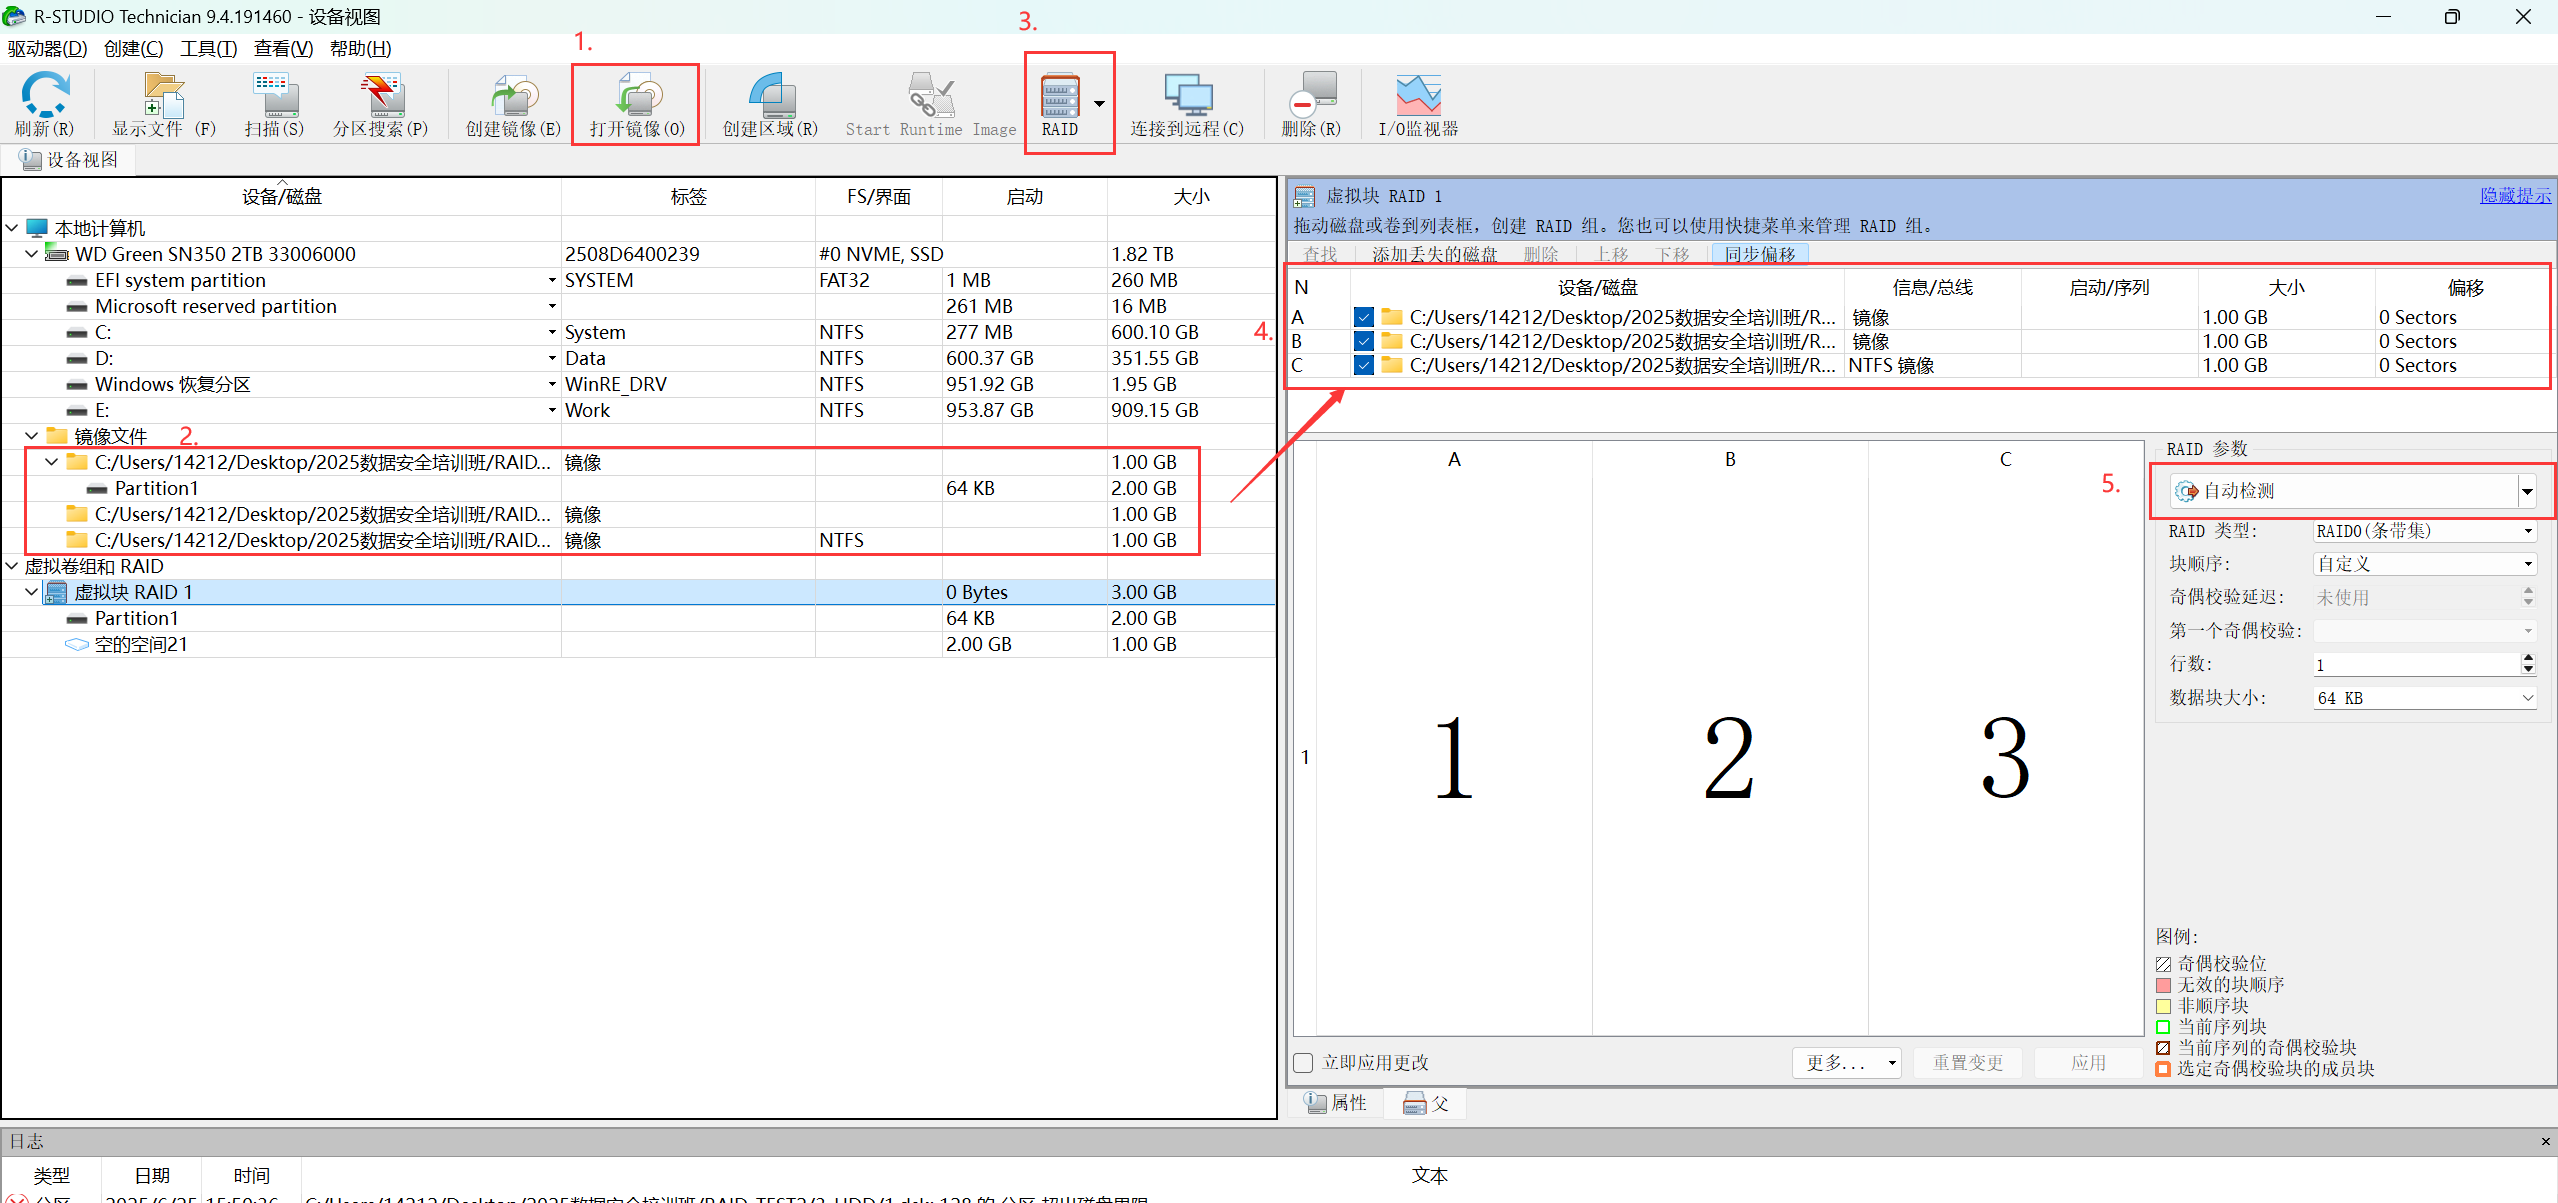 R-STUDIO Technician 9.4.191460 - 设备视图
驱动器(D) 创建(C) 工具(T) 查看(V) 帮助(H)
1.
3.
刷新(R) 显示文件 (F) 扫描(S) 分区搜索(P) 创建镜像(E) 打开镜像(O) 创建区域(R) Start Runtime Image RAID 连接到远程(C) 删除(R) I/O监视器
设备视图
设备/磁盘 标签 FS/界面 启动 大小
本地计算机
WD Green SN350 2TB 33006000 2508D6400239 #0 NVME, SSD 1.82 TB
EFI system partition SYSTEM FAT32 1 MB 260 MB
Microsoft reserved partition 261 MB 16 MB
C: System NTFS 277 MB 600.10 GB
D: Data NTFS 600.37 GB 351.55 GB
Windows 恢复分区 WinRE_DRV NTFS 951.92 GB 1.95 GB
E: Work NTFS 953.87 GB 909.15 GB
镜像文件
2.
C:/Users/14212/Desktop/2025数据安全培训班/RAID... 镜像 1.00 GB
Partition1 64 KB 2.00 GB
C:/Users/14212/Desktop/2025数据安全培训班/RAID... 镜像 1.00 GB
C:/Users/14212/Desktop/2025数据安全培训班/RAID... 镜像 NTFS 1.00 GB
虚拟卷组和 RAID
虚拟块 RAID 1 0 Bytes 3.00 GB
Partition1 64 KB 2.00 GB
空的空间21 2.00 GB 1.00 GB
虚拟块 RAID 1 隐藏提示
拖动磁盘或卷到列表框，创建 RAID 组。您也可以使用快捷菜单来管理 RAID 组。
查找 添加丢失的磁盘 删除 上移 下移 同步偏移
N 设备/磁盘 信息/总线 启动/序列 大小 偏移
4.
A C:/Users/14212/Desktop/2025数据安全培训班/R... 镜像 1.00 GB 0 Sectors
B C:/Users/14212/Desktop/2025数据安全培训班/R... 镜像 1.00 GB 0 Sectors
C C:/Users/14212/Desktop/2025数据安全培训班/R... NTFS 镜像 1.00 GB 0 Sectors
A B C
1 1 2 3
RAID 参数
5.
自动检测
RAID 类型: RAID0(条带集)
块顺序: 自定义
奇偶校验延迟: 未使用
第一个奇偶校验:
行数: 1
数据块大小: 64 KB
图例:
奇偶校验位
无效的块顺序
非顺序块
当前序列块
当前序列的奇偶校验块
选定奇偶校验块的成员块
立即应用更改 更多... 重置变更 应用
属性 父
日志
类型 日期 时间 文本